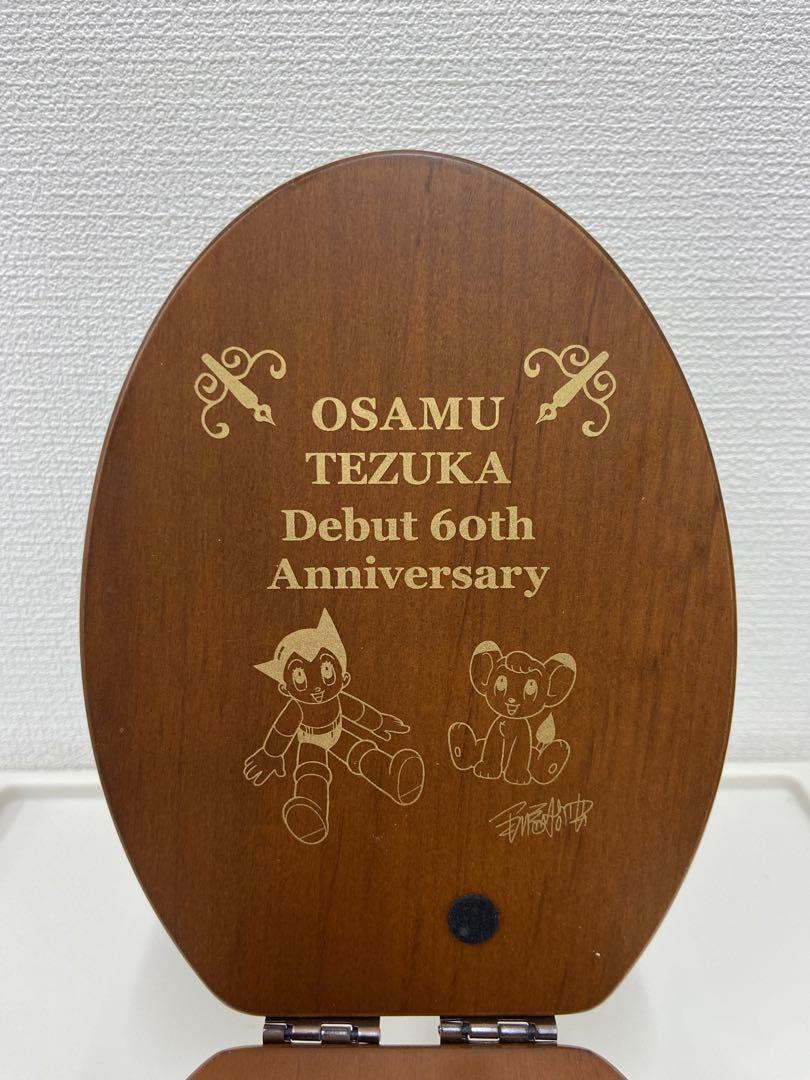 OSAMU
TEZUKA
Debut 60th
Anniversary